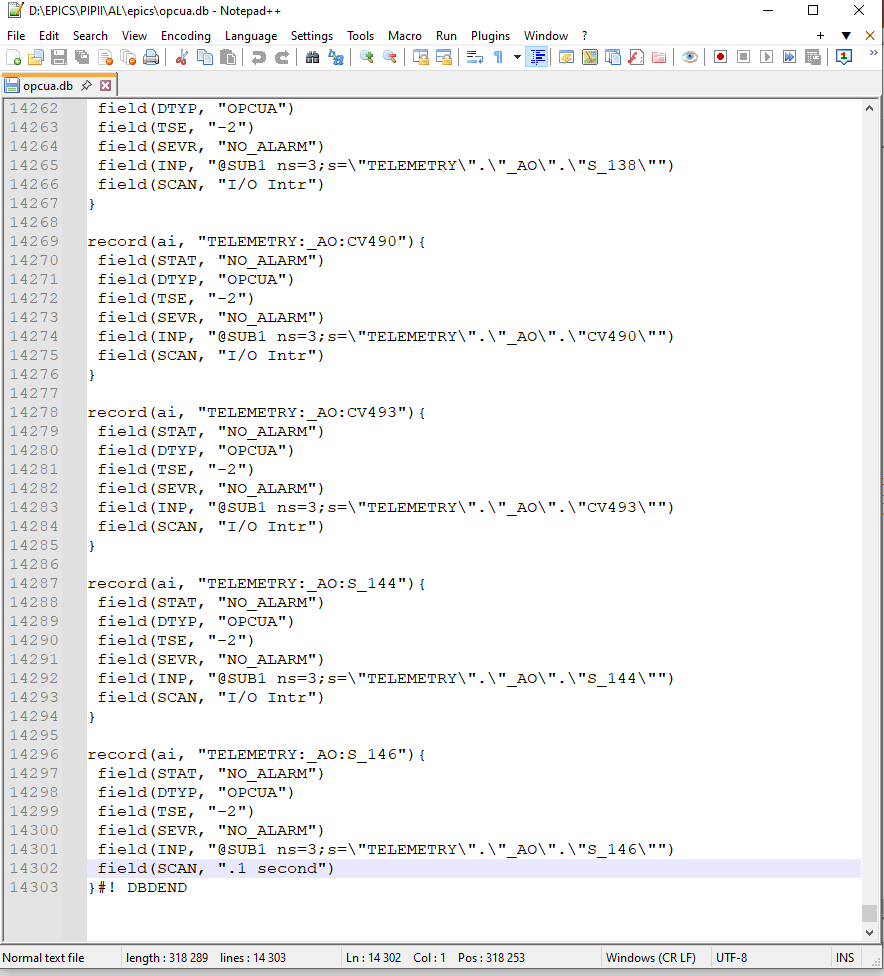 D:\EPICS\PIPII\AL\epics\opcua.db - Notepad++
File Edit Search View Encoding Language Settings Tools Macro Run Plugins Window ?
opcua.db
14262 field(DTYP, "OPCUA")
14263 field(TSE, "-2")
14264 field(SEVR, "NO_ALARM")
14265 field(INP, "@SUB1 ns=3;s=\"TELEMETRY\".\"_AO\".\"S_138\"")
14266 field(SCAN, "I/O Intr")
14267 }
14268
14269 record(ai, "TELEMETRY:_AO:CV490"){
14270 field(STAT, "NO_ALARM")
14271 field(DTYP, "OPCUA")
14272 field(TSE, "-2")
14273 field(SEVR, "NO_ALARM")
14274 field(INP, "@SUB1 ns=3;s=\"TELEMETRY\".\"_AO\".\"CV490\"")
14275 field(SCAN, "I/O Intr")
14276 }
14277
14278 record(ai, "TELEMETRY:_AO:CV493"){
14279 field(STAT, "NO_ALARM")
14280 field(DTYP, "OPCUA")
14281 field(TSE, "-2")
14282 field(SEVR, "NO_ALARM")
14283 field(INP, "@SUB1 ns=3;s=\"TELEMETRY\".\"_AO\".\"CV493\"")
14284 field(SCAN, "I/O Intr")
14285 }
14286
14287 record(ai, "TELEMETRY:_AO:S_144"){
14288 field(STAT, "NO_ALARM")
14289 field(DTYP, "OPCUA")
14290 field(TSE, "-2")
14291 field(SEVR, "NO_ALARM")
14292 field(INP, "@SUB1 ns=3;s=\"TELEMETRY\".\"_AO\".\"S_144\"")
14293 field(SCAN, "I/O Intr")
14294 }
14295
14296 record(ai, "TELEMETRY:_AO:S_146"){
14297 field(STAT, "NO_ALARM")
14298 field(DTYP, "OPCUA")
14299 field(TSE, "-2")
14300 field(SEVR, "NO_ALARM")
14301 field(INP, "@SUB1 ns=3;s=\"TELEMETRY\".\"_AO\".\"S_146\"")
14302 field(SCAN, ".1 second")
14303 }#! DBDEND
Normal text file length : 318 289 lines : 14 303 Ln : 14 302 Col : 1 Pos : 318 253 Windows (CR LF) UTF-8 INS